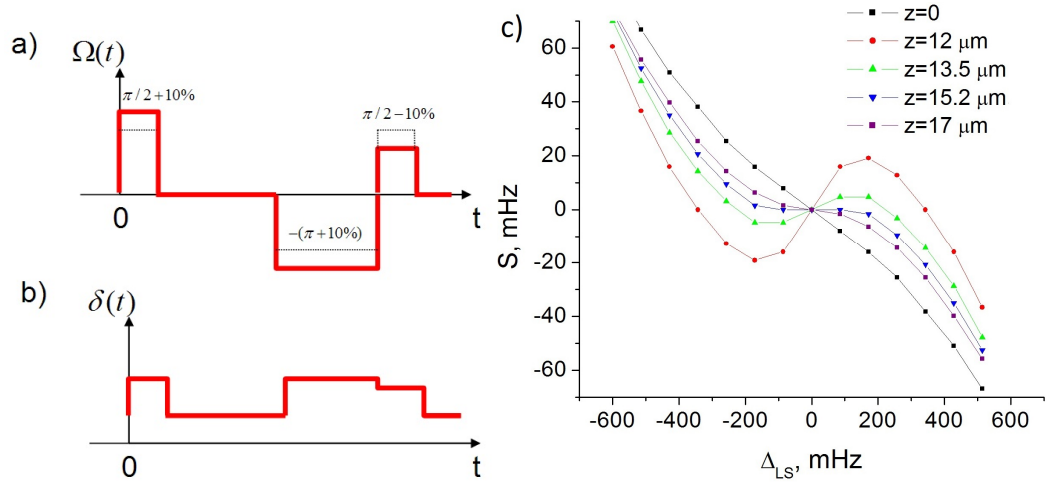 a)
Ω(t)
π/2+10%
π/2−10%
0
t
−(π+10%)
b)
δ(t)
0
t
c)
z=0
z=12 μm
z=13.5 μm
z=15.2 μm
z=17 μm
S, mHz
60
40
20
0
-20
-40
-60
-600 -400 -200 0 200 400 600
Δ_LS, mHz